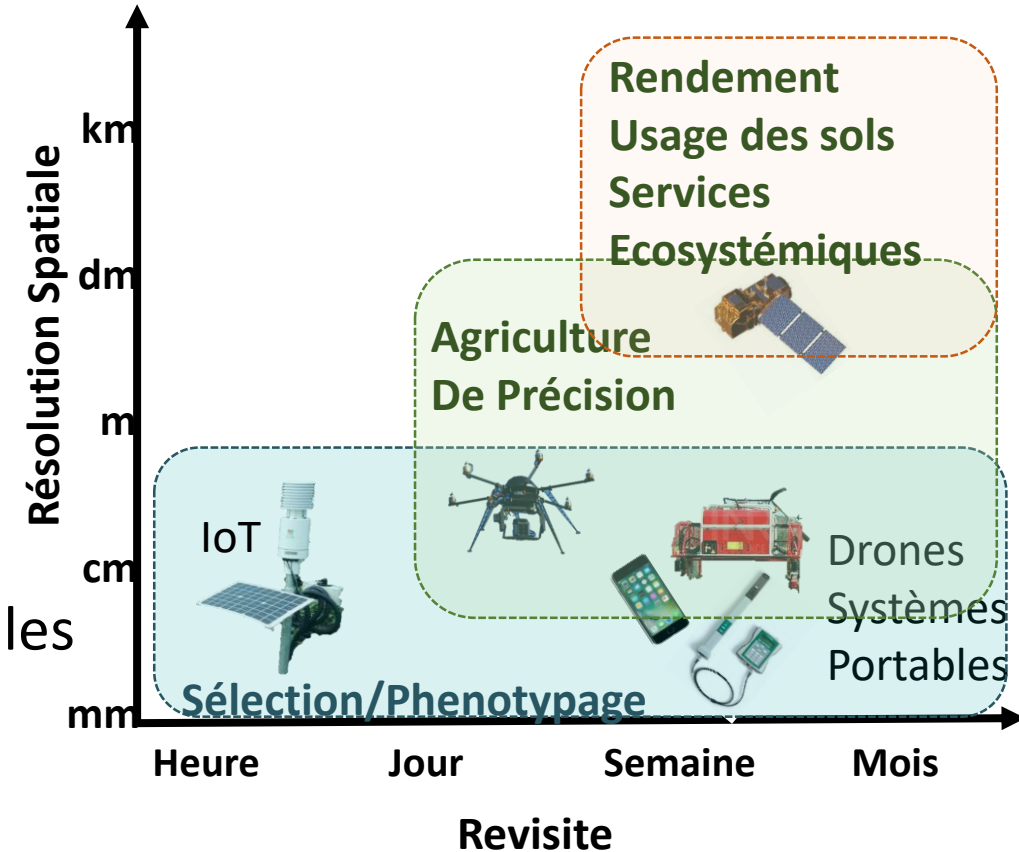 Rendement
Usage des sols
Services
Ecosystémiques
km
Résolution Spatiale
dm
Agriculture
De Précision
m
IoT
cm
Drones
Systèmes
Portables
les
Sélection/Phenotypage
mm
Heure
Jour
Semaine
Mois
Revisite